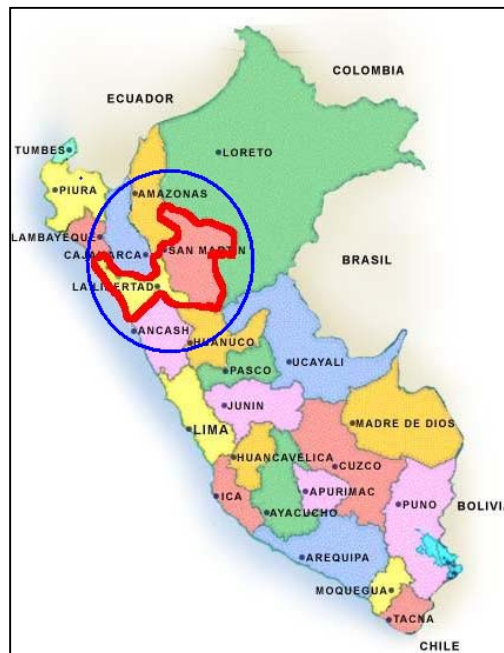 COLOMBIA
ECUADOR
TUMBES
LORETO
PIURA
AMAZONAS
LAMBAYEQUE
SAN MARTIN
CAJAMARCA
BRASIL
LA LIBERTAD
ANCASH
HUANUCO
UCAYALI
PASCO
JUNIN
MADRE DE DIOS
LIMA
HUANCAVELICA
CUZCO
ICA
APURIMAC
PUNO
BOLIVI
AYACUCHO
AREQUIPA
MOQUEGUA
TACNA
CHILE